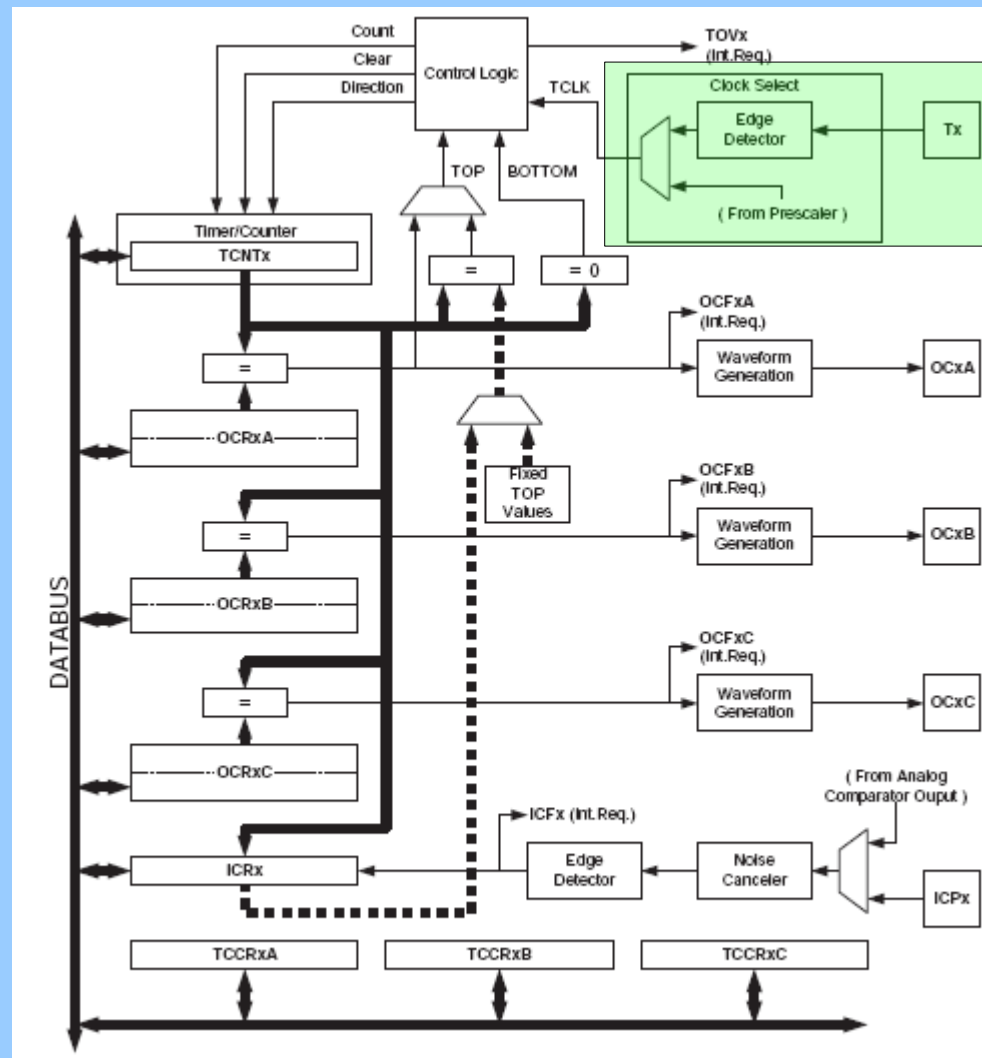 Count
Clear
Direction
Control Logic
TOVx
(Int.Req.)
TCLK
Clock Select
Edge
Detector
Tx
( From Prescaler )
TOP
BOTTOM
Timer/Counter
TCNTx
=
= 0
=
OCFxA
(Int.Req.)
Waveform
Generation
OCxA
OCRxA
Fixed
TOP
Values
OCFxB
(Int.Req.)
=
Waveform
Generation
OCxB
OCRxB
DATABUS
OCFxC
(Int.Req.)
=
Waveform
Generation
OCxC
OCRxC
( From Analog
Comparator Ouput )
ICFx (Int.Req.)
ICRx
Edge
Detector
Noise
Canceler
ICPx
TCCRxA
TCCRxB
TCCRxC